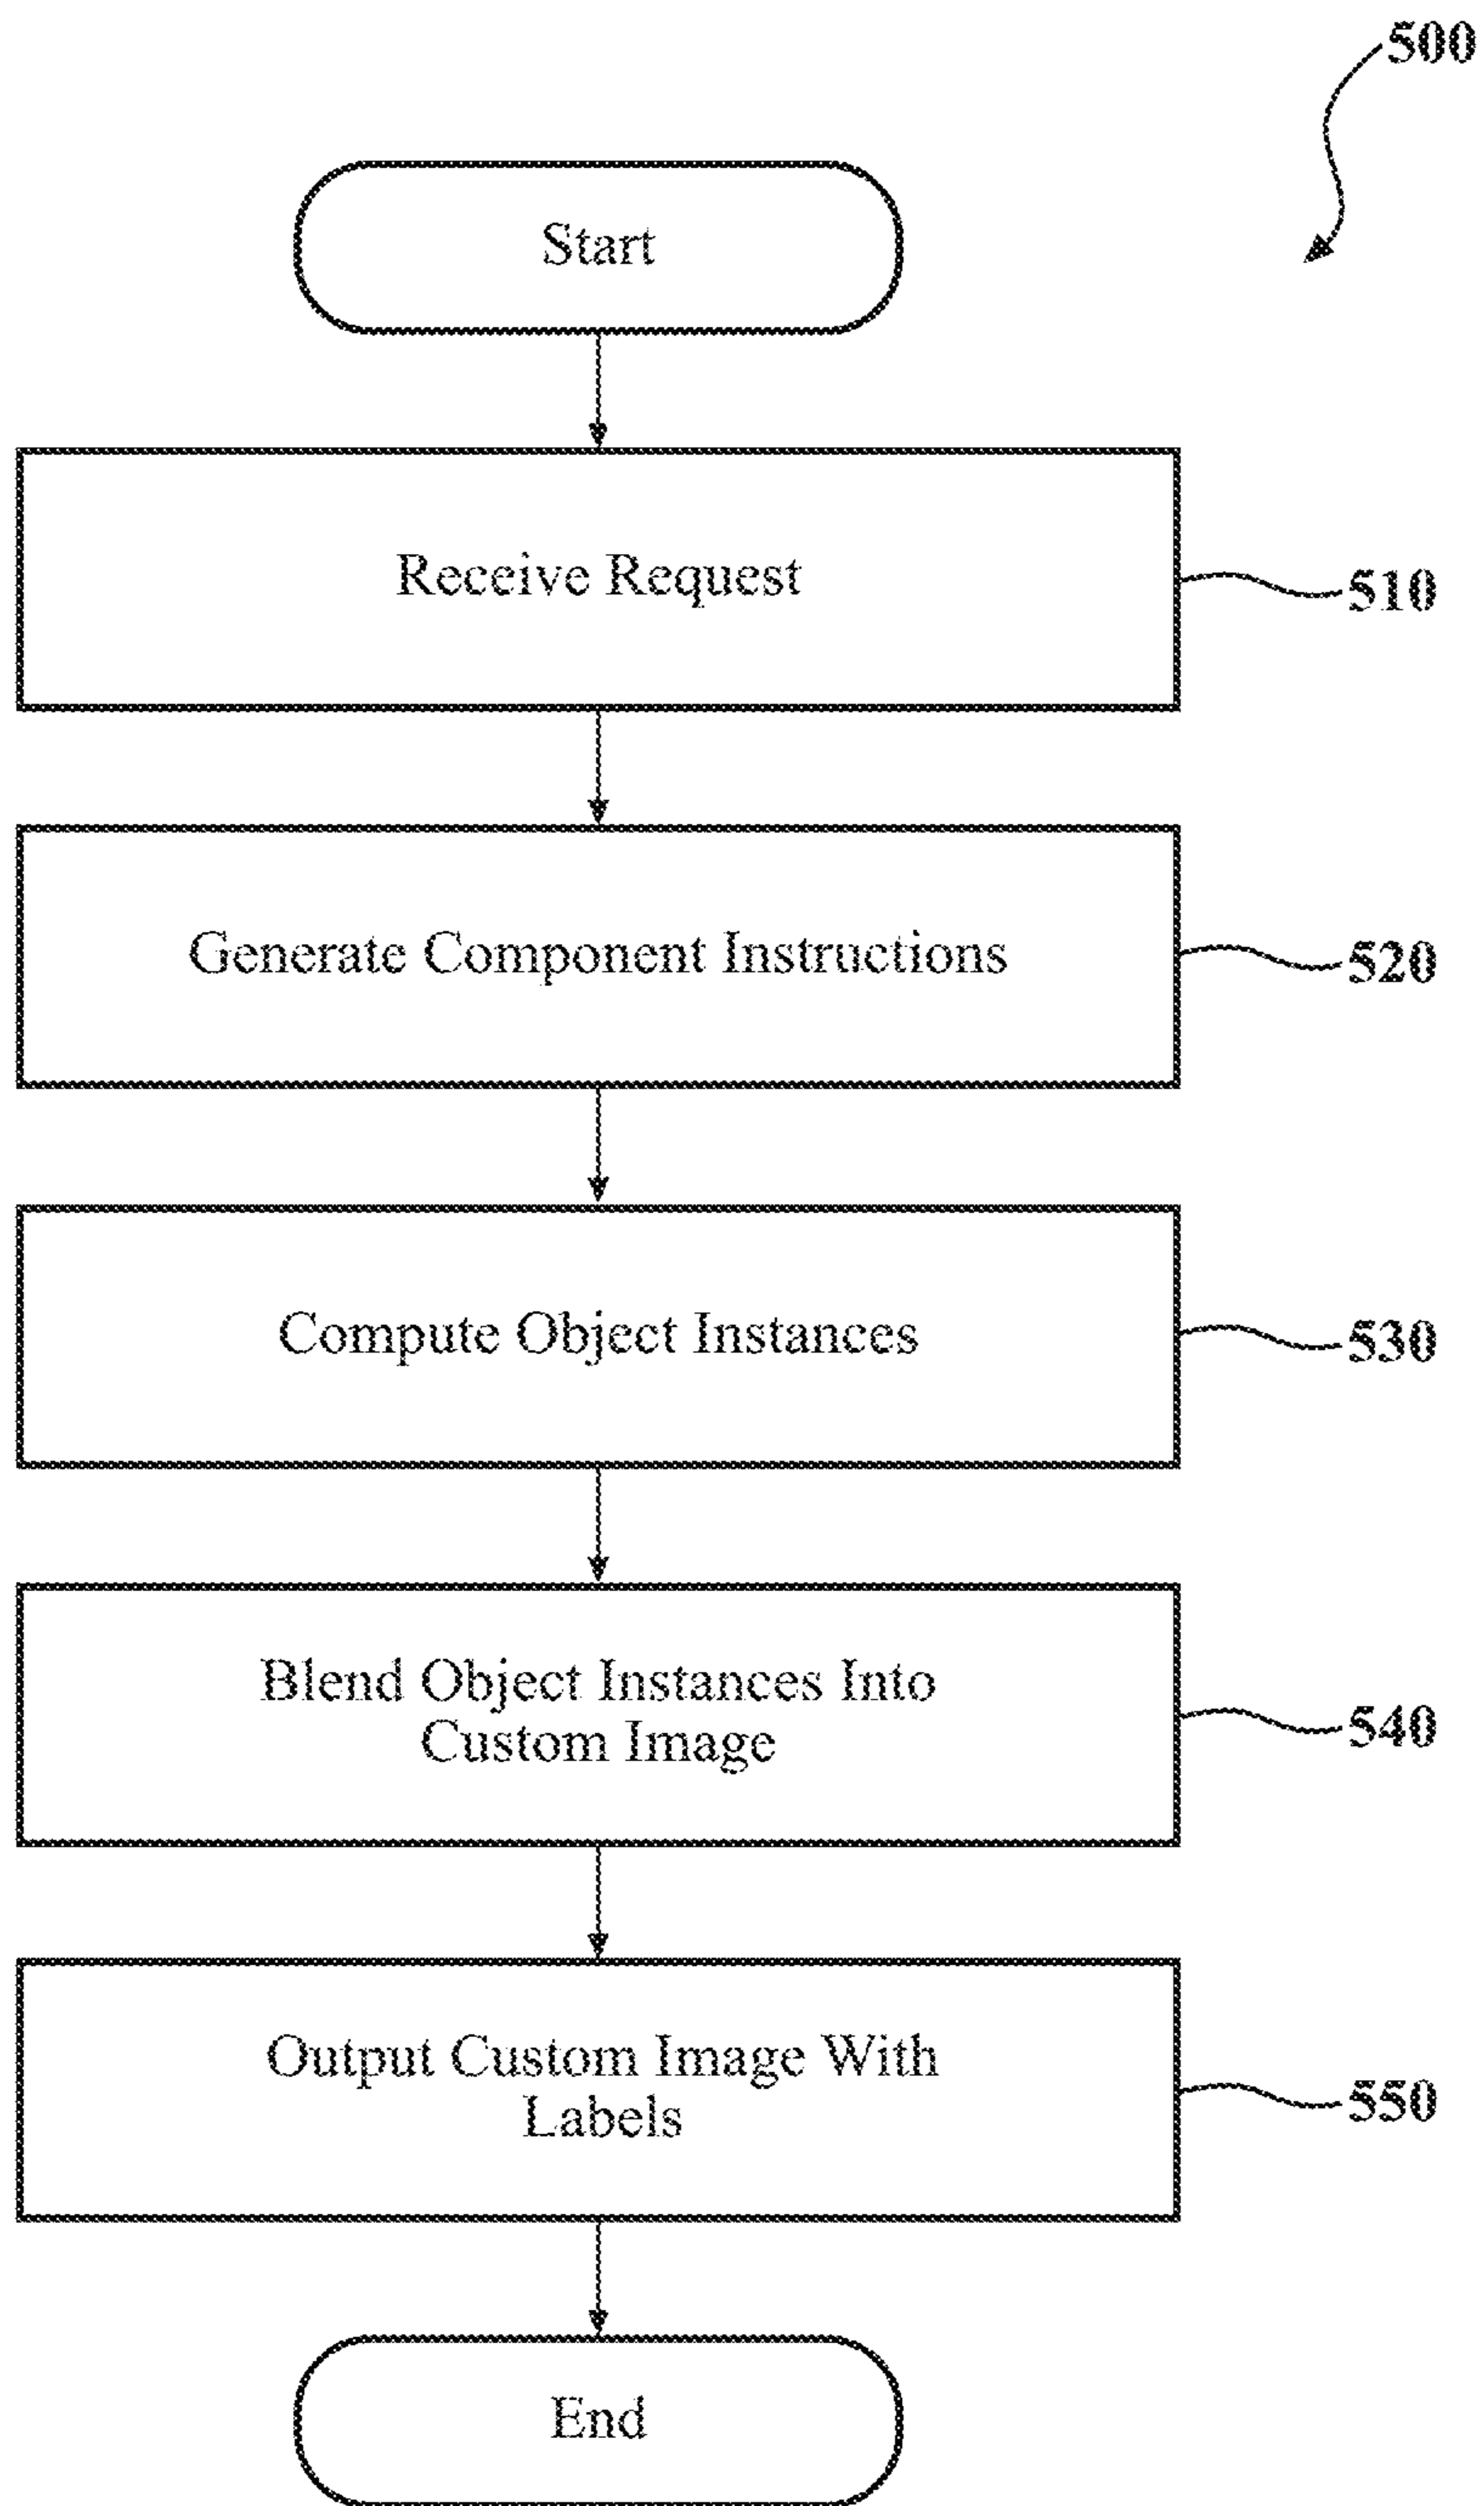 500
Start
Receive Request
510
Generate Component Instructions
520
Compute Object Instances
530
Blend Object Instances Into
Custom Image
540
Output Custom Image With
Labels
550
End